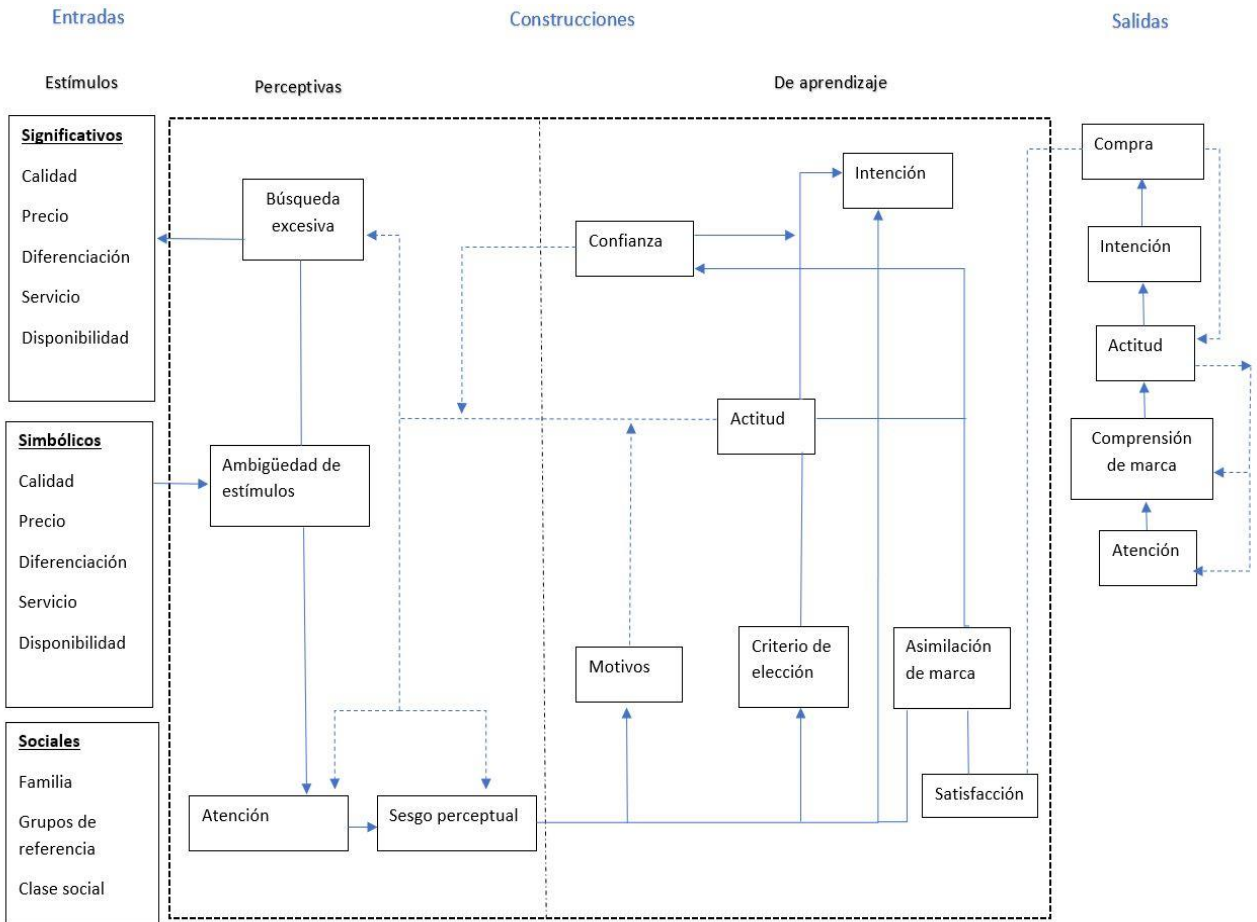 Entradas
Construcciones
Salidas
Estímulos
Perceptivas
De aprendizaje
Significativos
Calidad
Precio
Diferenciación
Servicio
Disponibilidad
Simbólicos
Calidad
Precio
Diferenciación
Servicio
Disponibilidad
Sociales
Familia
Grupos de
referencia
Clase social
Búsqueda
excesiva
Ambigüedad de
estímulos
Atención
Sesgo perceptual
Intención
Confianza
Actitud
Motivos
Criterio de
elección
Asimilación
de marca
Satisfacción
Compra
Intención
Actitud
Comprensión
de marca
Atención